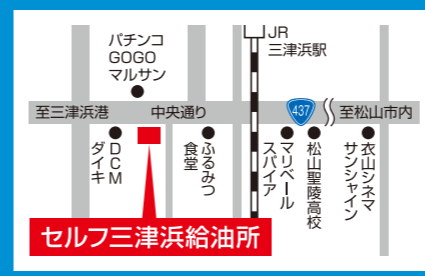 パチンコ
GOGO
マルサン
JR
三津浜駅
至三津浜港
中央通り
437
至松山市内
DCM
ダイキ
ふるみつ
食堂
マリベール
スパイア
松山聖陵高校
衣山シネマ
サンシャイン
セルフ三津浜給油所